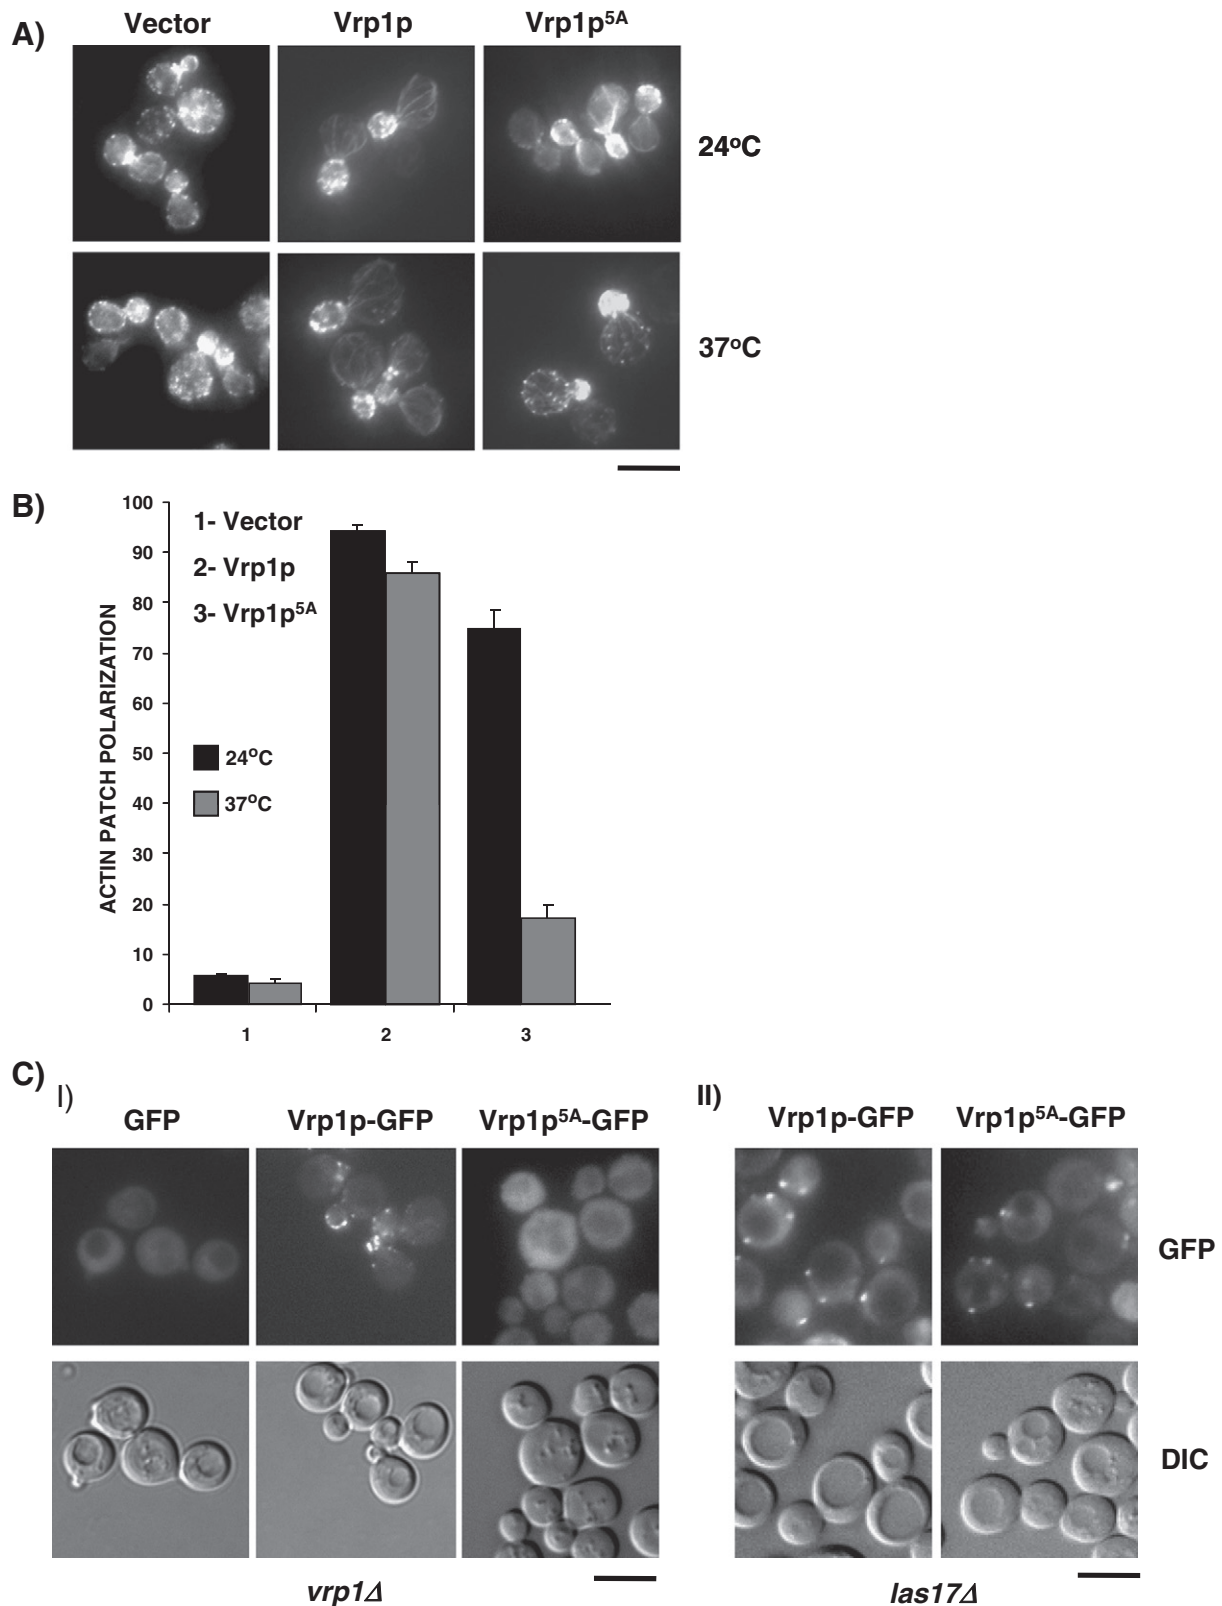 A)
Vector Vrp1p Vrp1p5A
24oC
37oC
B)
ACTIN PATCH POLARIZATION
100
90
80
70
60
50
40
30
20
10
0
1- Vector
2- Vrp1p
3- Vrp1p5A
24oC
37oC
1 2 3
C)
I)
GFP Vrp1p-GFP Vrp1p5A-GFP
vrp1Δ
II)
Vrp1p-GFP Vrp1p5A-GFP
GFP
DIC
las17Δ